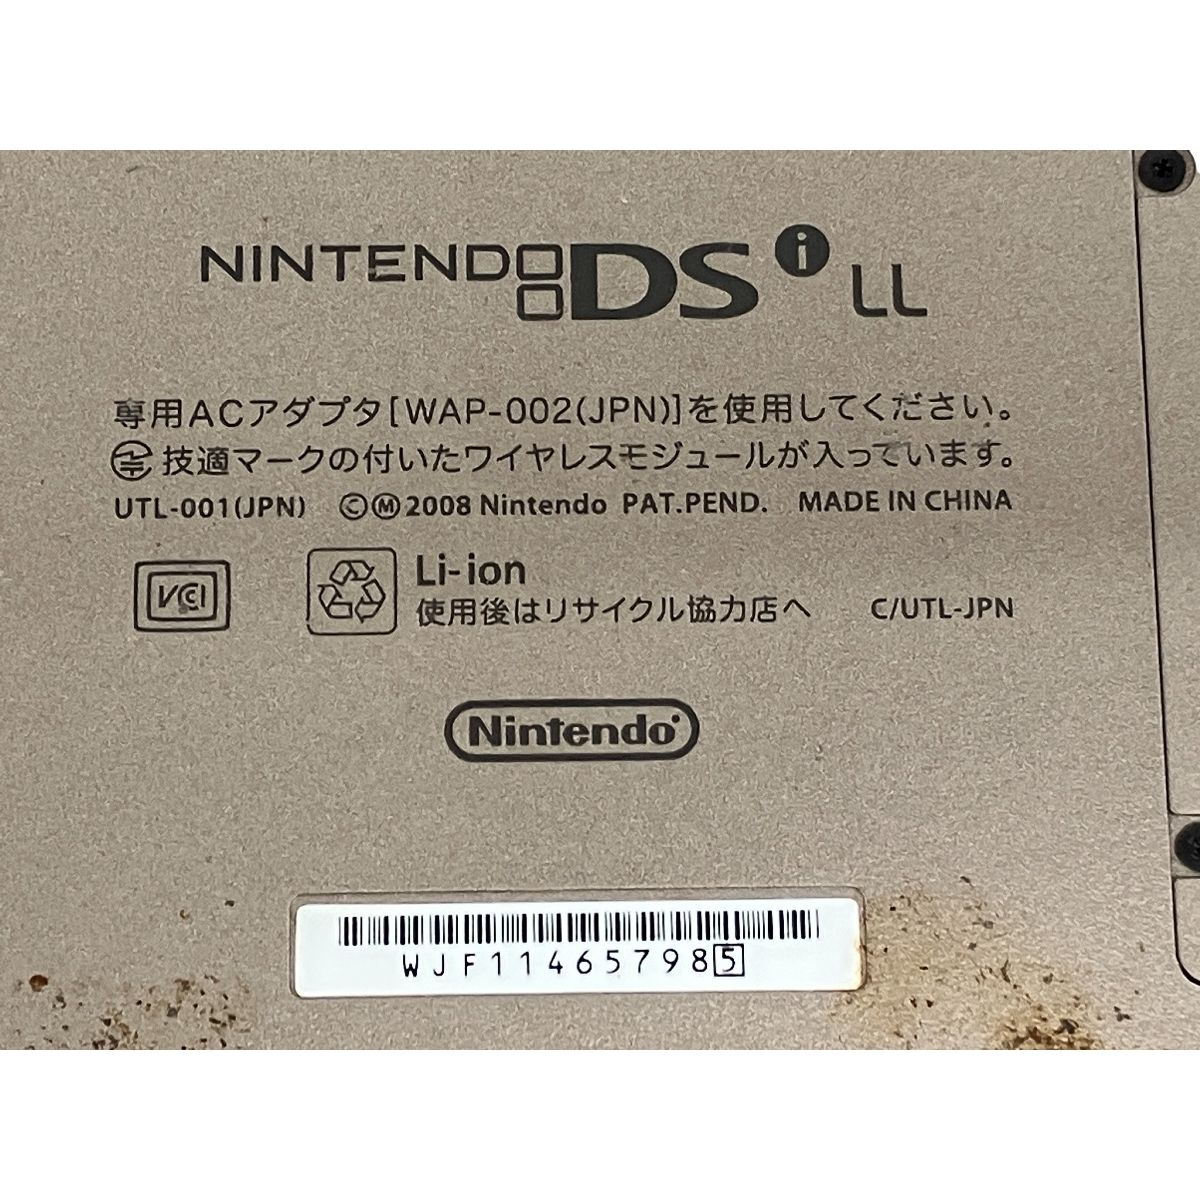 NINTENDO DSi LL
専用ACアダプタ[WAP-002(JPN)]を使用してください。
技適マークの付いたワイヤレスモジュールが入っています。
UTL-001(JPN) ©Ⓜ2008 Nintendo PAT.PEND. MADE IN CHINA
VCI
Li-ion
使用後はリサイクル協力店へ C/UTL-JPN
Nintendo
WJF114657985